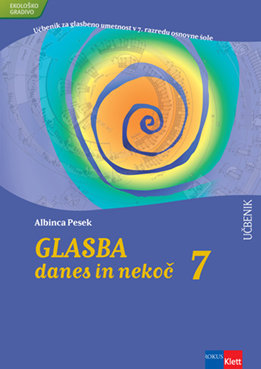 EKOLOŠKO
GRADIVO
Učbenik za glasbeno umetnost v 7. razredu osnovne šole
Albinca Pesek
GLASBA
danes in nekoč 7
UČBENIK
ROKUS Klett